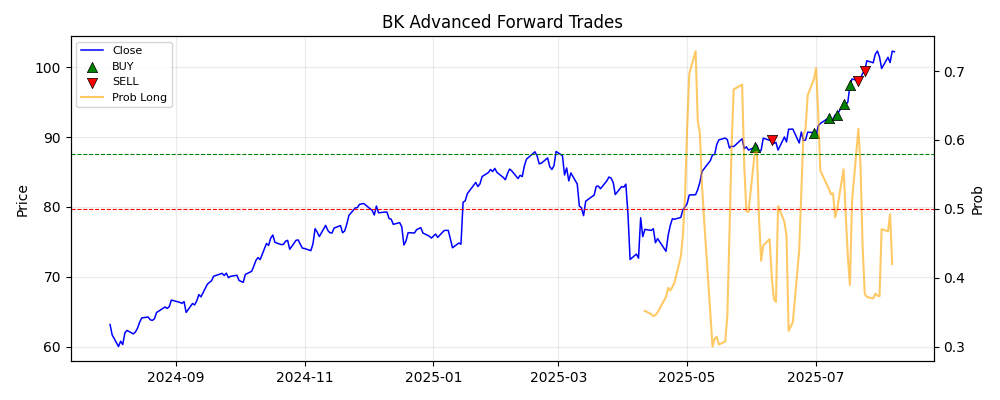 BK Advanced Forward Trades
Close
BUY
SELL
Prob Long
Price
100
90
80
70
60
0.7
0.6
0.5
0.4
0.3
Prob
2024-09
2024-11
2025-01
2025-03
2025-05
2025-07